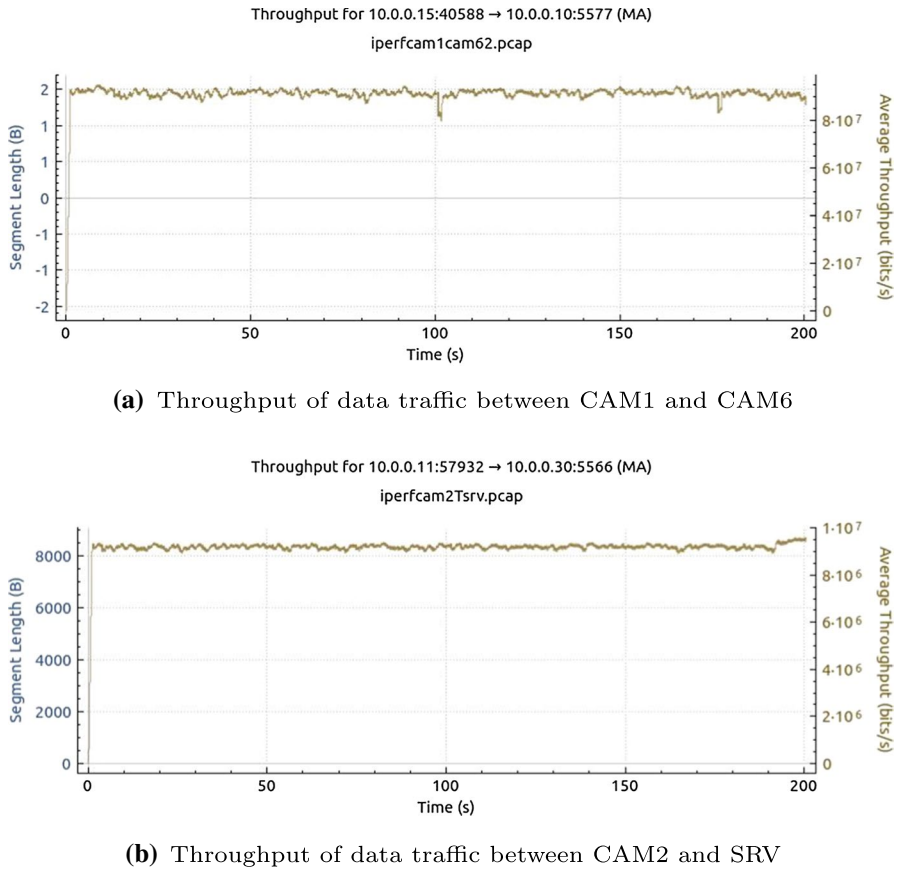 Throughput for 10.0.0.15:40588 → 10.0.0.10:5577 (MA)
iperfcam1cam62.pcap
Segment Length (B)
2
1
1
0
-1
-1
-2
Average Throughput (bits/s)
8·10⁷
6·10⁷
4·10⁷
2·10⁷
0
0 50 100 150 200
Time (s)
(a) Throughput of data traffic between CAM1 and CAM6
Throughput for 10.0.0.11:57932 → 10.0.0.30:5566 (MA)
iperfcam2Tsrv.pcap
Segment Length (B)
8000
6000
4000
2000
0
Average Throughput (bits/s)
1·10⁷
8·10⁶
6·10⁶
4·10⁶
2·10⁶
0
0 50 100 150 200
Time (s)
(b) Throughput of data traffic between CAM2 and SRV